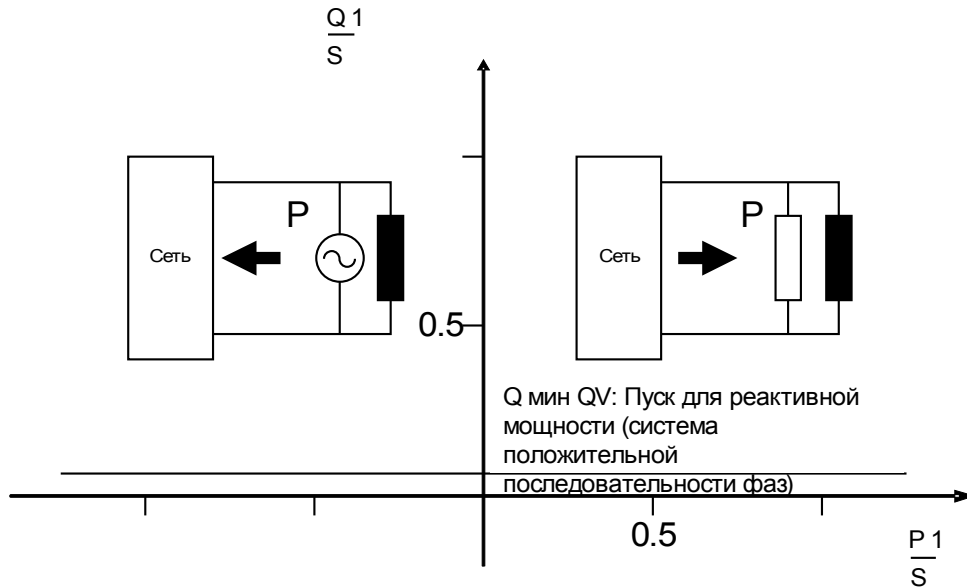 Q 1
S
P
Сеть
P
Сеть
0.5
Q мин QV: Пуск для реактивной
мощности (система
положительной
последовательности фаз)
0.5
P 1
S